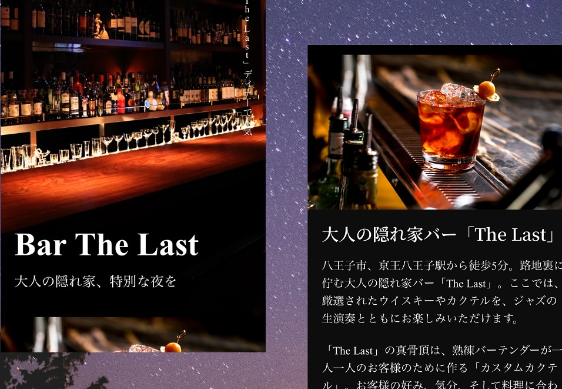 The Last」
Bar The Last
大人の隠れ家、特別な夜を
大人の隠れ家バー「The Last」
八王子市、京王八王子駅から徒歩5分。路地裏に
佇む大人の隠れ家バー「The Last」。ここでは、
厳選されたウイスキーやカクテルを、ジャズの
生演奏とともにお楽しみいただけます。
「The Last」の真骨頂は、熟練バーテンダーが一
人一人のお客様のために作る「カスタムカクテ
ル」。お客様の好み、気分、そして料理に合わ